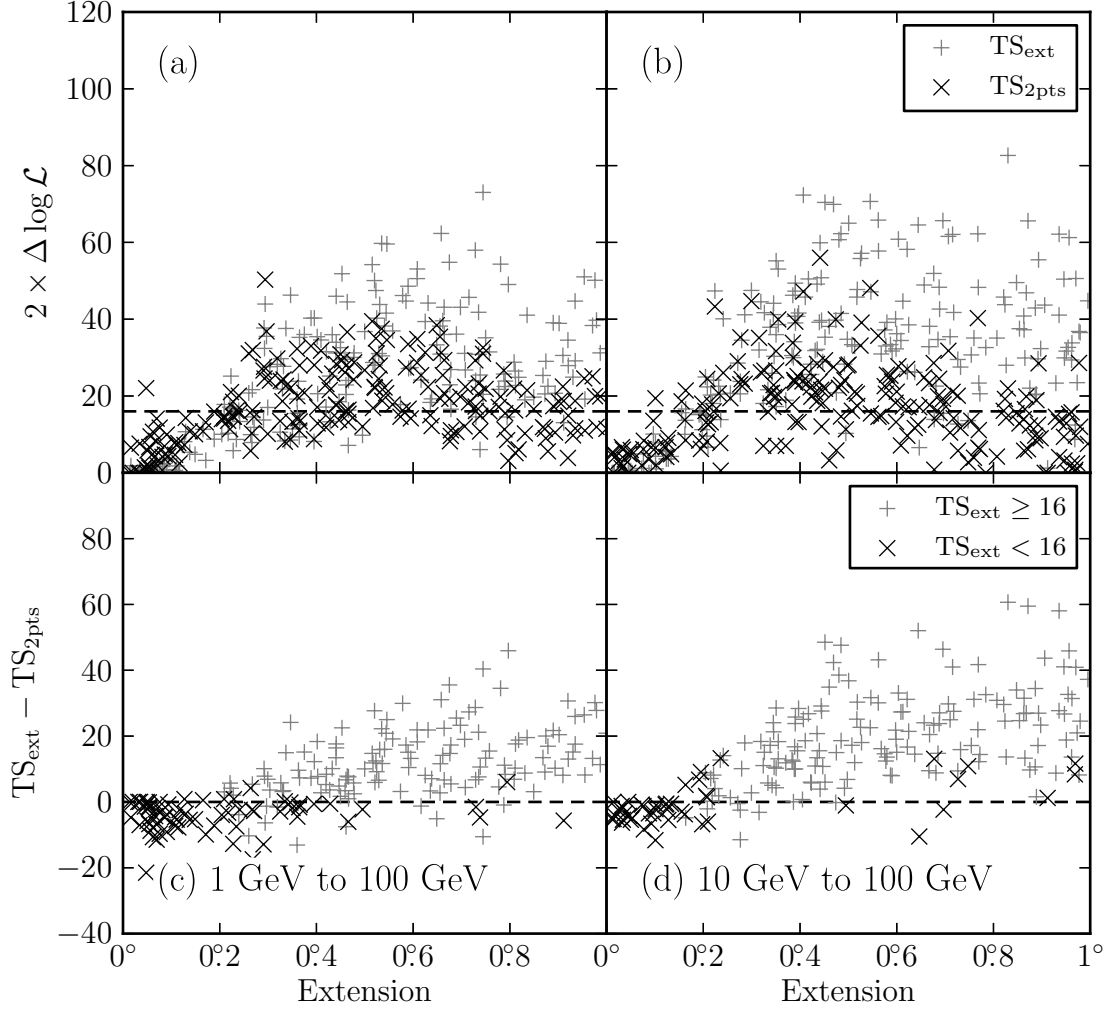 120
100
80
60
40
20
0
2 × Δ log ℒ
(a)
(b)
TS_ext
TS_2pts
80
60
40
20
0
−20
−40
TS_ext − TS_2pts
TS_ext ≥ 16
TS_ext < 16
(c) 1 GeV to 100 GeV
(d) 10 GeV to 100 GeV
0° 0°.2 0°.4 0°.6 0°.8 0° 0°.2 0°.4 0°.6 0°.8 1°
Extension Extension